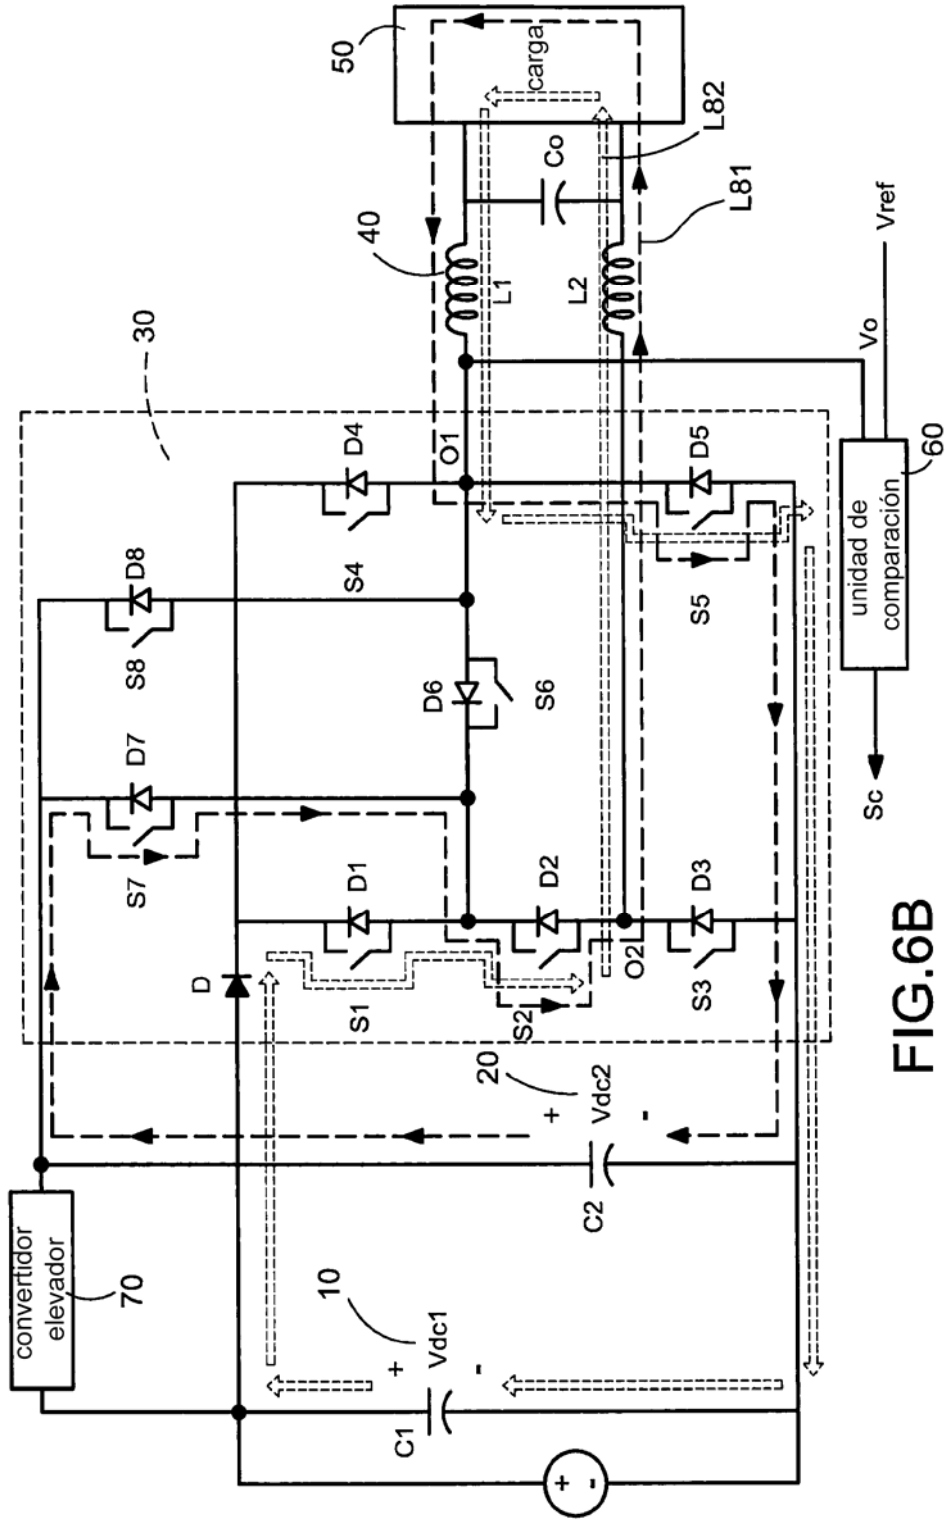 convertidor
elevador
70
10
20
30
40
50
60
+
-
C1
Vdc1
+
-
C2
Vdc2
+
-
D
S1
D1
S2
D2
S3
D3
O2
S7
D7
S8
D8
S4
D4
D6
S6
O1
S5
D5
L1
L2
Co
carga
L82
L81
Vo
Vref
unidad de
comparación
Sc
FIG.6B